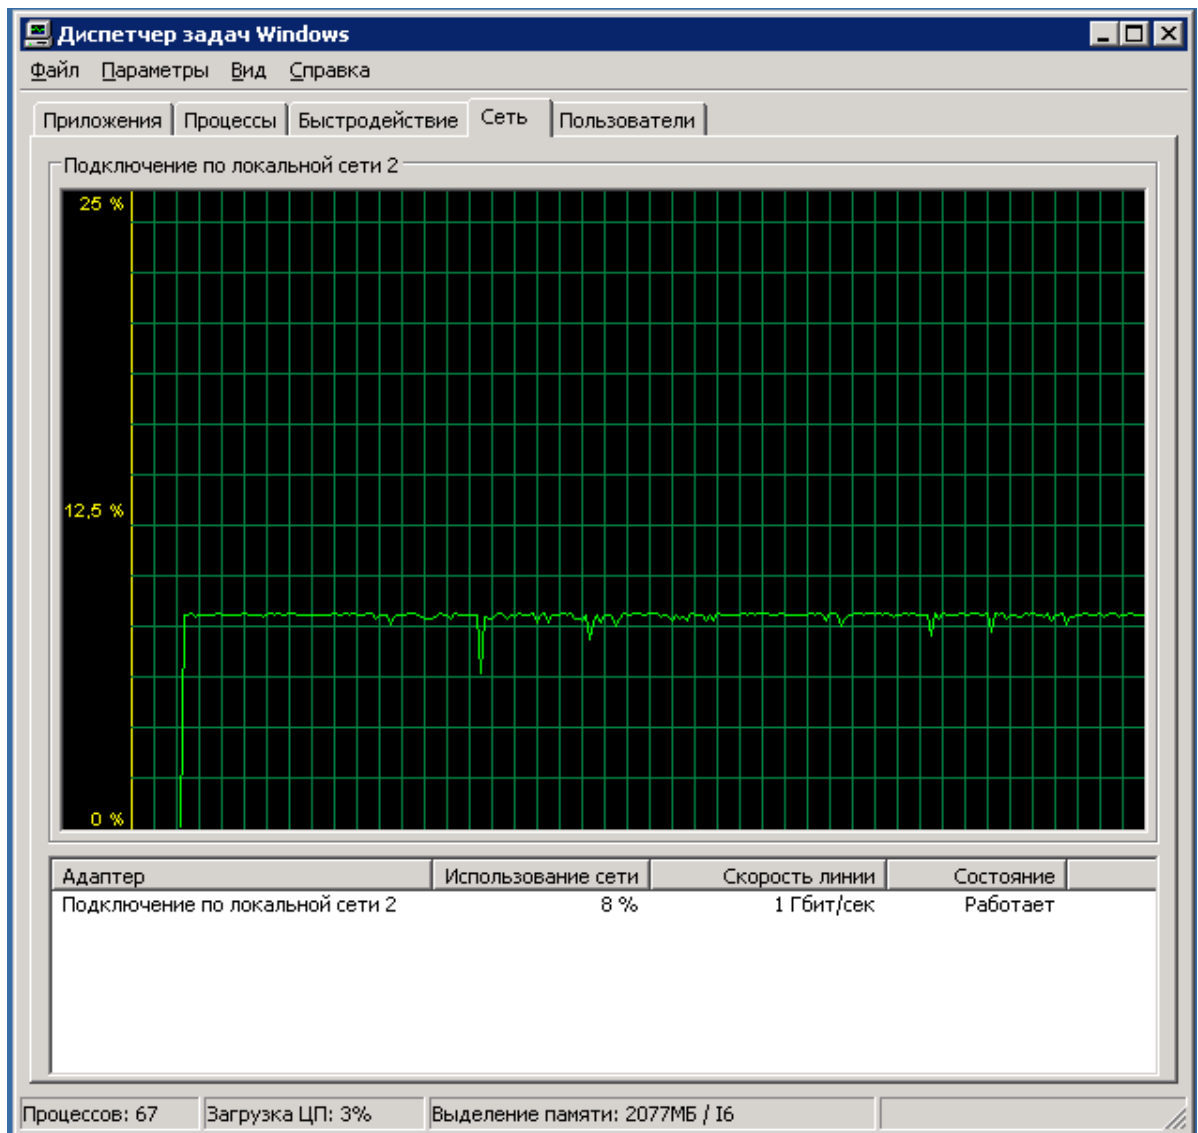 Диспетчер задач Windows
Файл Параметры Вид Справка
Приложения Процессы Быстродействие Сеть Пользователи
Подключение по локальной сети 2
25 %
12,5 %
0 %
Адаптер Использование сети Скорость линии Состояние
Подключение по локальной сети 2 8 % 1 Гбит/сек Работает
Процессов: 67 Загрузка ЦП: 3% Выделение памяти: 2077МБ / 16